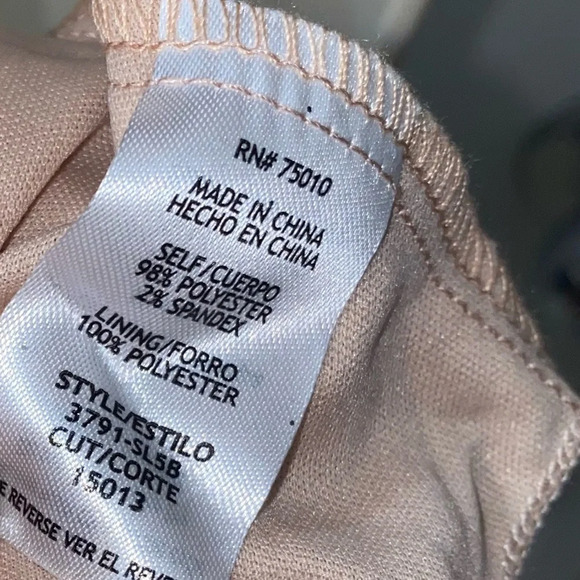 RN# 75010
MADE IN CHINA
HECHO EN CHINA
SELF/CUERPO
98% POLYESTER
2% SPANDEX
LINING/FORRO
100% POLYESTER
STYLE/ESTILO
3791-SL5B
CUT/CORTE
15013
REVERSE VER EL